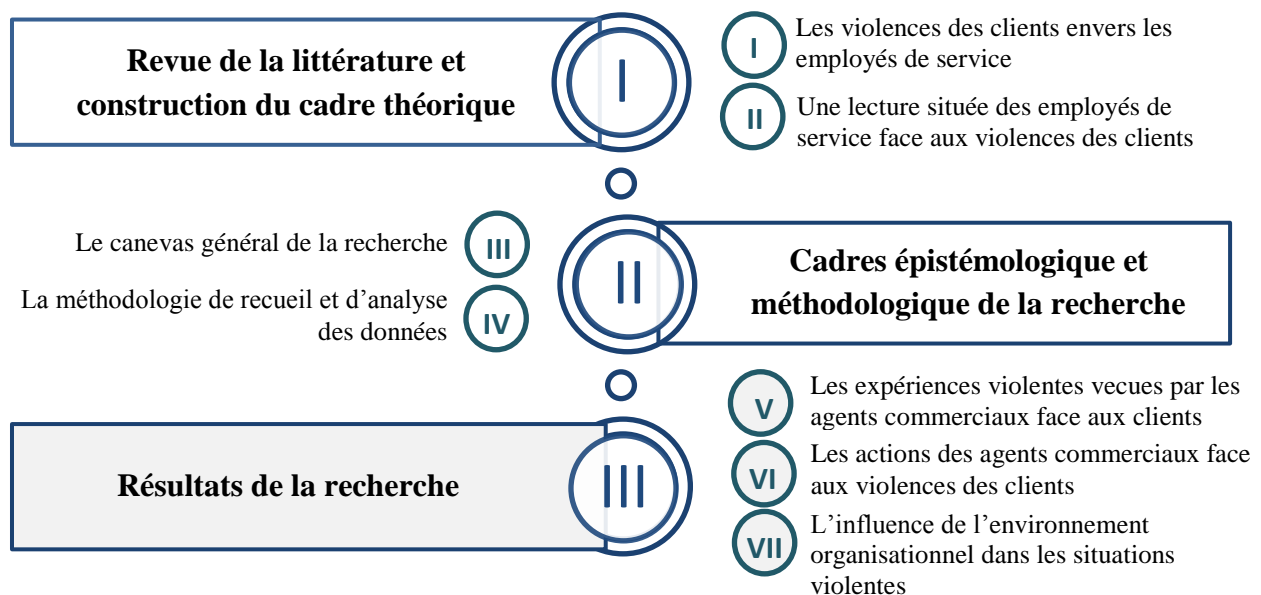 Revue de la littérature et
construction du cadre théorique
I
I
Les violences des clients envers les
employés de service
II
Une lecture située des employés de
service face aux violences des clients
Le canevas général de la recherche
III
La méthodologie de recueil et d’analyse
des données
IV
II
Cadres épistémologique et
méthodologique de la recherche
Résultats de la recherche
III
V
Les expériences violentes vecues par les
agents commerciaux face aux clients
VI
Les actions des agents commerciaux face
aux violences des clients
VII
L’influence de l’environnement
organisationnel dans les situations
violentes